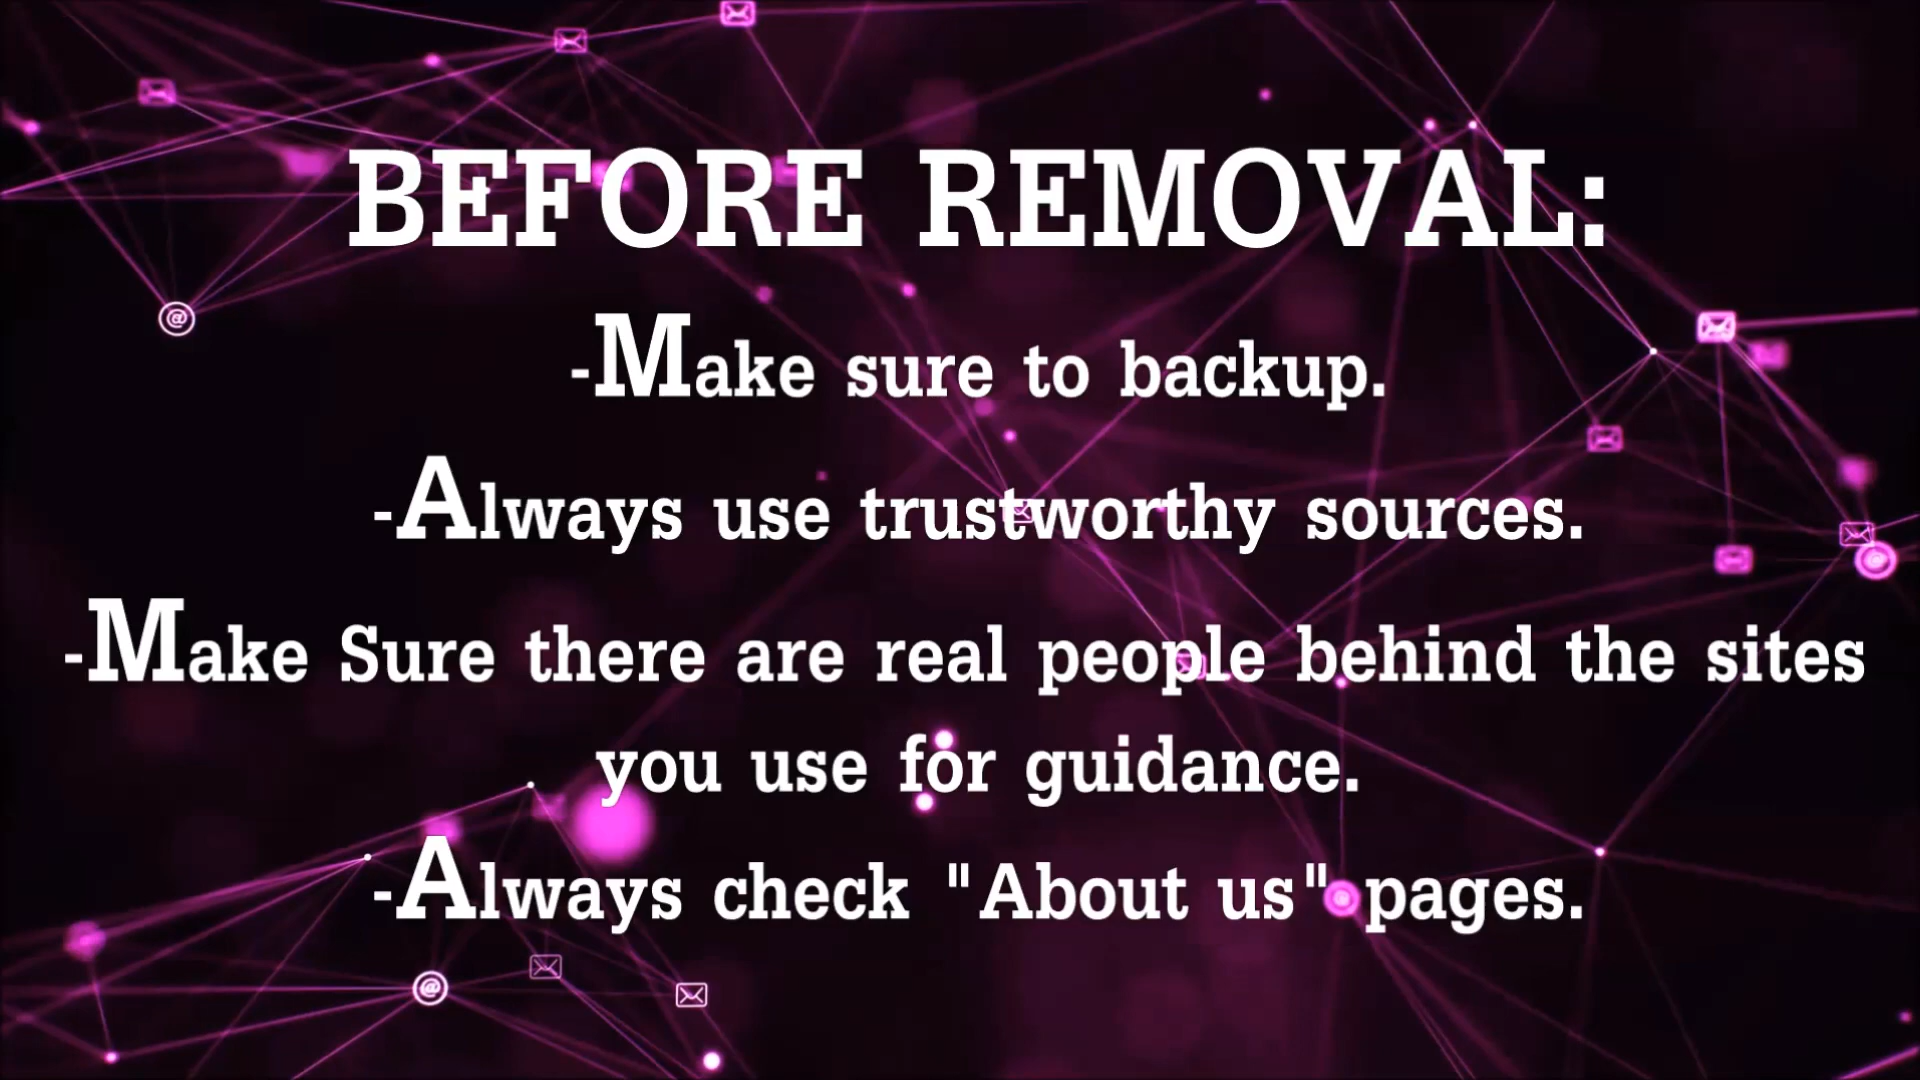 BEFORE REMOVAL:
-Make sure to backup.
-Always use trustworthy sources.
-Make Sure there are real people behind the sites
you use for guidance.
-Always check "About us" pages.